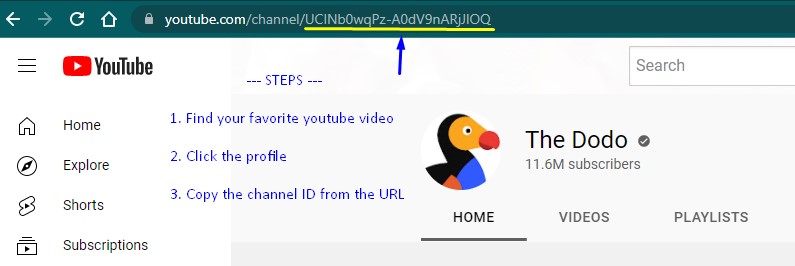 youtube.com/channel/UCINb0wqPz-A0dV9nARjJlOQ
YouTube
--- STEPS ---
Search
Home
1. Find your favorite youtube video
The Dodo
Explore
2. Click the profile
11.6M subscribers
Shorts
3. Copy the channel ID from the URL
HOME
VIDEOS
PLAYLISTS
Subscriptions